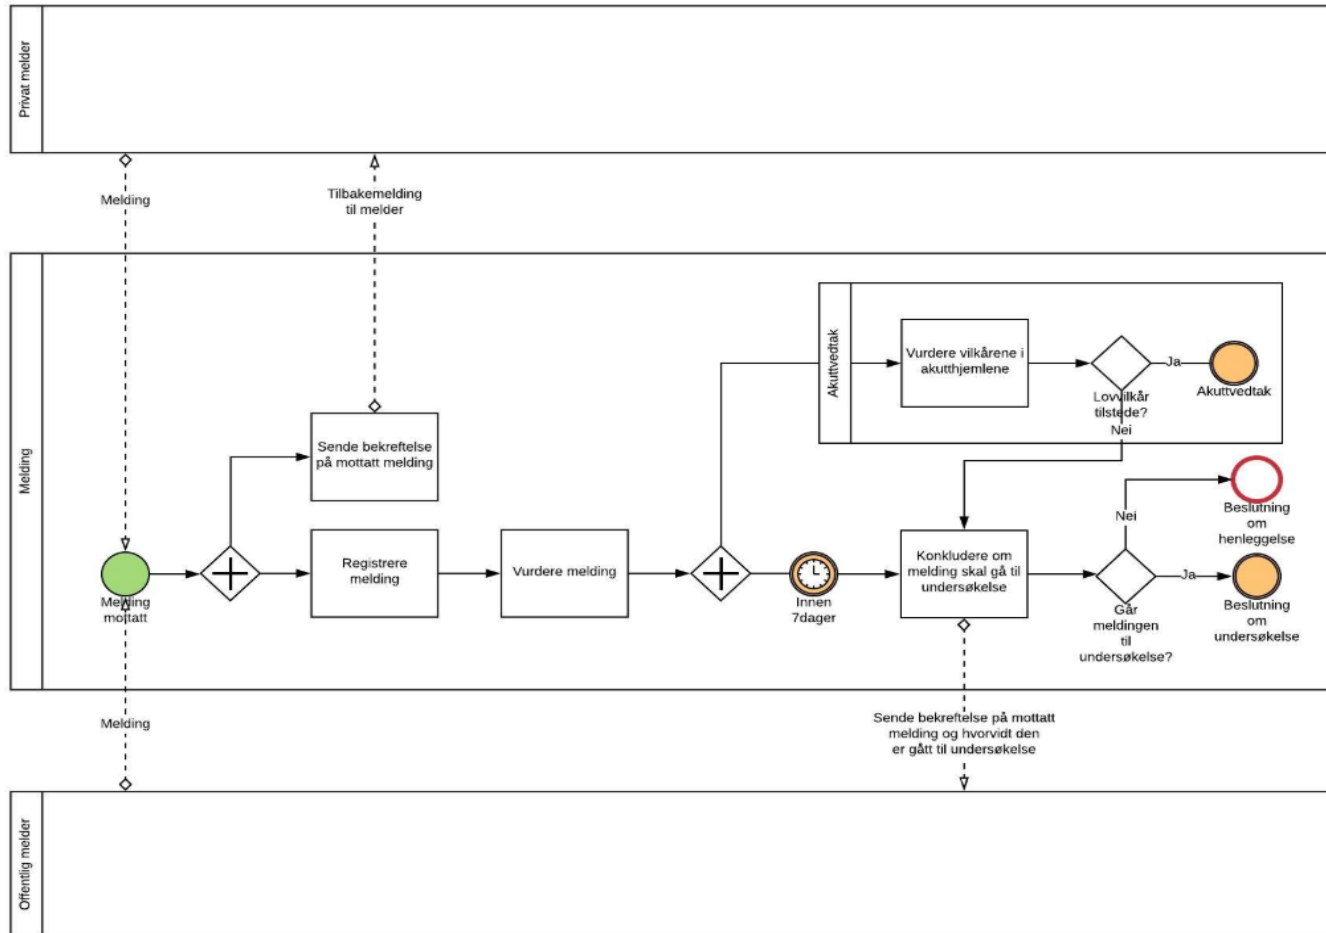 Privat melder
Melding
Tilbakemelding
til melder
Melding
Akuttvedtak
Vurdere vilkårene i
akutthjemlene
Lovvilkår
tilstede?
Ja
Akuttvedtak
Nei
Sende bekreftelse
på mottatt melding
Melding
mottatt
Registrere
melding
Vurdere melding
Innen
7dager
Konkludere om
melding skal gå til
undersøkelse
Nei
Beslutning
om
henleggelse
Går
meldingen
til
undersøkelse?
Ja
Beslutning
om
undersøkelse
Melding
Sende bekreftelse på mottatt
melding og hvorvidt den
er gått til undersøkelse
Offentlig melder